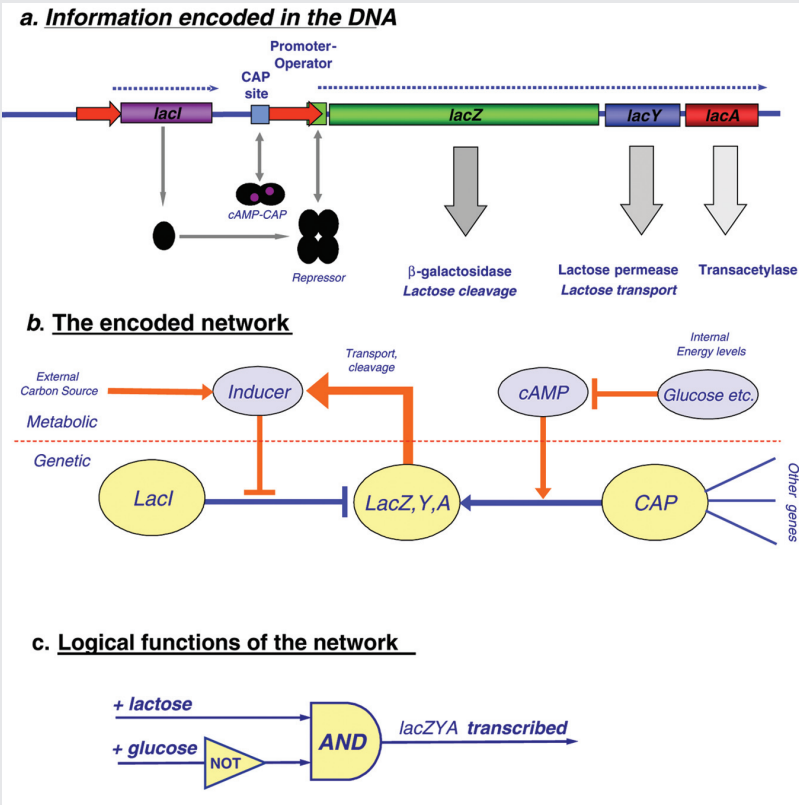 a. Information encoded in the DNA
Promoter-
Operator
CAP
site
lacI
lacZ
lacY
lacA
cAMP-CAP
Repressor
β-galactosidase
Lactose cleavage
Lactose permease
Lactose transport
Transacetylase
b. The encoded network
External
Carbon Source
Inducer
Transport,
cleavage
cAMP
Internal
Energy levels
Glucose etc.
Metabolic
Genetic
LacI
LacZ,Y,A
CAP
Other genes
c. Logical functions of the network
+ lactose
+ glucose
NOT
AND
lacZYA transcribed